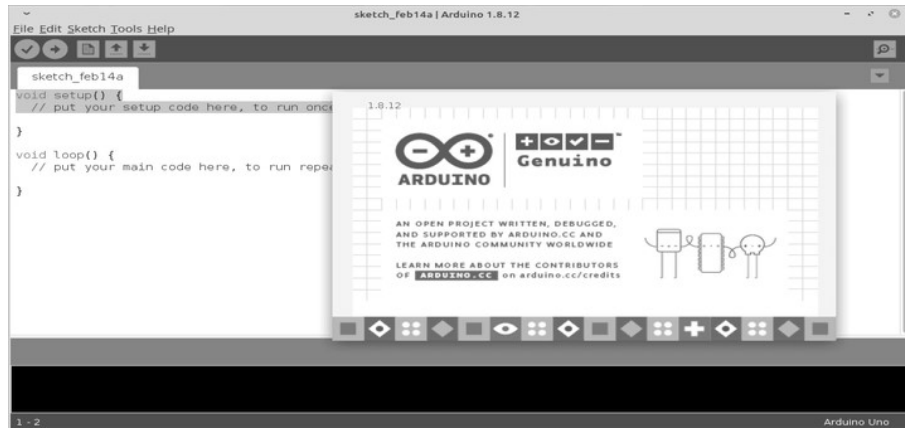 sketch_feb14a | Arduino 1.8.12
File Edit Sketch Tools Help
sketch_feb14a
void setup() {
// put your setup code here, to run once
}
void loop() {
// put your main code here, to run repea
}
1.8.12
ARDUINO
Genuino
AN OPEN PROJECT WRITTEN, DEBUGGED,
AND SUPPORTED BY ARDUINO.CC AND
THE ARDUINO COMMUNITY WORLDWIDE
LEARN MORE ABOUT THE CONTRIBUTORS
OF ARDUINO.CC on arduino.cc/credits
1 - 2
Arduino Uno